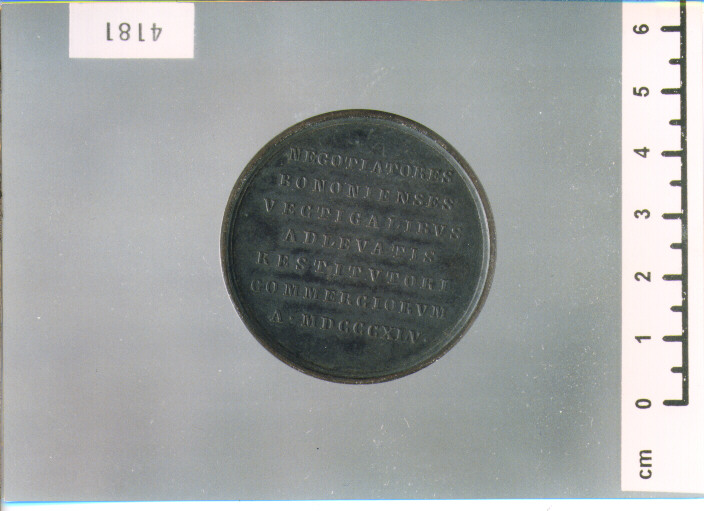 4181
NEGOTIATORES
BONONIENSES
VECTIGALIBVS
ADLEVATIS
RESTITVTORI
COMMERCIORVM
A · MDCCCXIV
6
5
4
3
2
1
0
cm